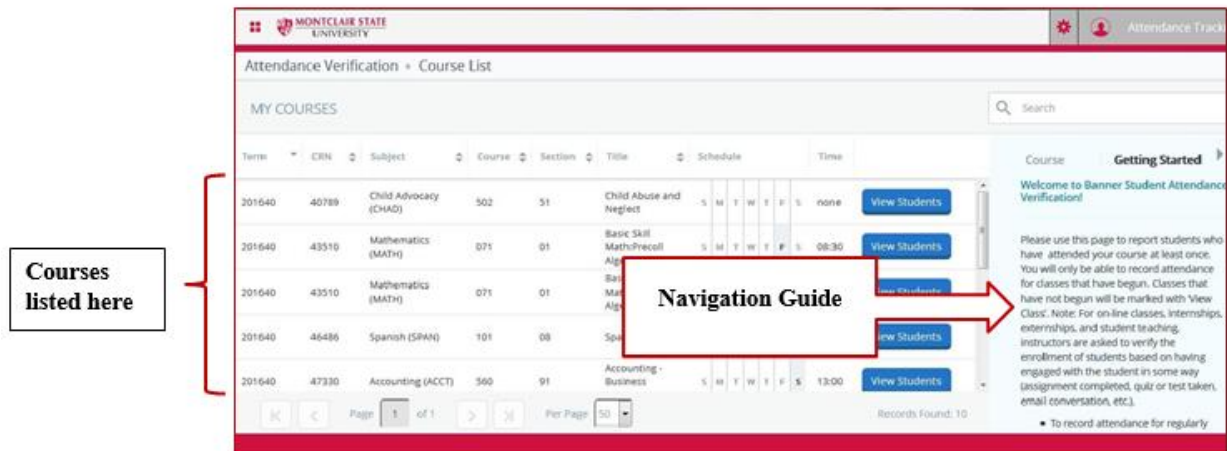 MONTCLAIR STATE
UNIVERSITY
Attendance Track
Attendance Verification • Course List
MY COURSES
Search
Term CRN Subject Course Section Title Schedule Time
Course Getting Started
Welcome to Banner Student Attendance
Verification!
201640 40789 Child Advocacy (CHAD) 502 51 Child Abuse and Neglect S M T W T F S none View Students
201640 43510 Mathematics (MATH) 071 01 Basic Skill Math:Precoll S M T W T F S 08:30 View Students
201640 43510 Mathematics (MATH) 071 01
201640 46486 Spanish (SPAN) 101 08 View Students
201640 47330 Accounting (ACCT) 560 91 Accounting - Business S M T W T F S 13:00 View Students
Page 1 of 1 Per Page 50 Records Found: 10
Please use this page to report students who
have attended your course at least once.
You will only be able to record attendance
for classes that have begun. Classes that
have not begun will be marked with 'View
Class'. Note: For on-line classes, internships,
externships, and student teaching,
instructors are asked to verify the
enrollment of students based on having
engaged with the student in some way
(assignment completed, quiz or test taken,
email conversation, etc.).
• To record attendance for regularly
Courses
listed here
Navigation Guide